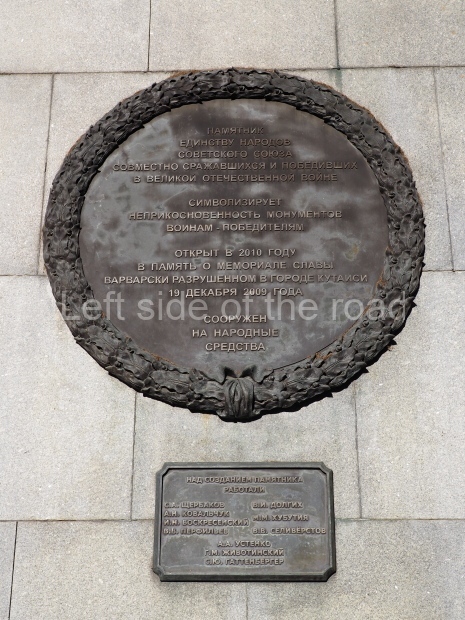 ПАМЯТНИК
ЕДИНСТВУ НАРОДОВ
СОВЕТСКОГО СОЮЗА
СОВМЕСТНО СРАЖАВШИХСЯ И ПОБЕДИВШИХ
В ВЕЛИКОЙ ОТЕЧЕСТВЕННОЙ ВОЙНЕ
СИМВОЛИЗИРУЕТ
НЕПРИКОСНОВЕННОСТЬ МОНУМЕНТОВ
ВОИНАМ-ПОБЕДИТЕЛЯМ
ОТКРЫТ В 2010 ГОДУ
В ПАМЯТЬ О МЕМОРИАЛЕ СЛАВЫ
ВАРВАРСКИ РАЗРУШЕННОМ В ГОРОДЕ КУТАИСИ
19 ДЕКАБРЯ 2009 ГОДА
Left side of the road
СООРУЖЕН
НА НАРОДНЫЕ
СРЕДСТВА
НАД СОЗДАНИЕМ ПАМЯТНИКА
РАБОТАЛИ
С.А. ЩЕРБАКОВ В.И. ДОЛГИХ
А.Н. КОВАЛЬЧУК
И.Н. ВОСКРЕСЕНСКИЙ А.М. ХУБУТИЯ
В.В. ПЕРФИЛЬЕВ В.В. СЕЛИВЕРСТОВ
А.А. УСТЕНКО
Г.М. ЖИВОТИНСКИЙ
С.Ю. ГАТТЕНБЕРГЕР